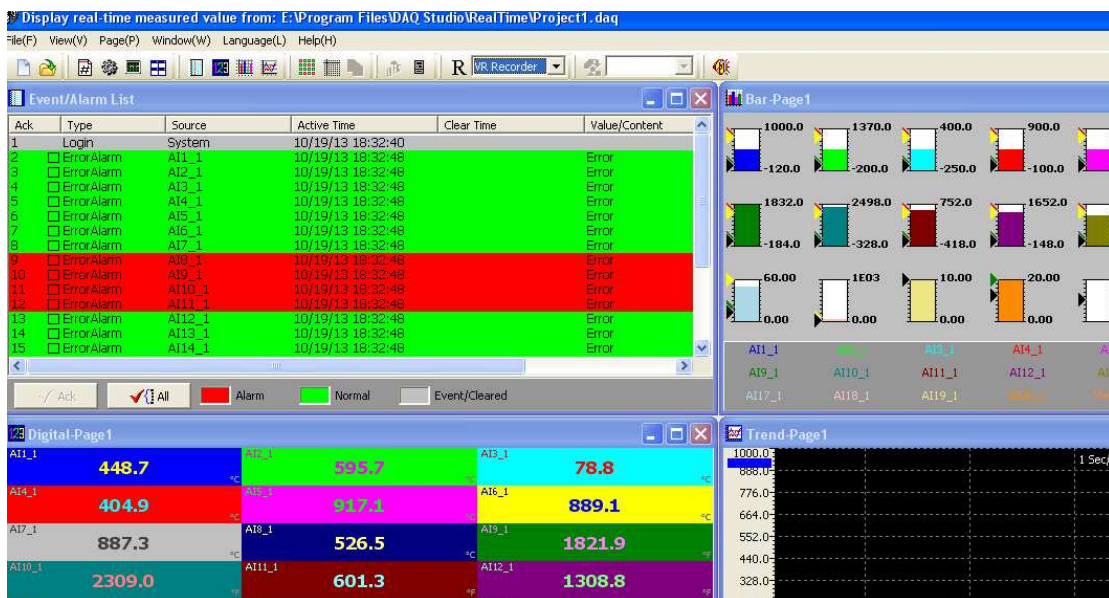 Display real-time measured value from: E:\Program Files\DAQ Studio\RealTime\Project1.daq
File(F) View(V) Page(P) Window(W) Language(L) Help(H)
R VR Recorder
Event/Alarm List
Ack Type Source Active Time Clear Time Value/Content
1 Login System 10/19/13 18:32:40
2 ErrorAlarm AI1_1 10/19/13 18:32:48 Error
3 ErrorAlarm AI2_1 10/19/13 18:32:48 Error
4 ErrorAlarm AI3_1 10/19/13 18:32:48 Error
5 ErrorAlarm AI4_1 10/19/13 18:32:48 Error
6 ErrorAlarm AI5_1 10/19/13 18:32:48 Error
7 ErrorAlarm AI6_1 10/19/13 18:32:48 Error
8 ErrorAlarm AI7_1 10/19/13 18:32:48 Error
9 ErrorAlarm AI8_1 10/19/13 18:32:48 Error
10 ErrorAlarm AI9_1 10/19/13 18:32:48 Error
11 ErrorAlarm AI10_1 10/19/13 18:32:48 Error
12 ErrorAlarm AI11_1 10/19/13 18:32:48 Error
13 ErrorAlarm AI12_1 10/19/13 18:32:48 Error
14 ErrorAlarm AI13_1 10/19/13 18:32:48 Error
15 ErrorAlarm AI14_1 10/19/13 18:32:48 Error
Ack All Alarm Normal Event/Cleared
Bar-Page1
1000.0 1370.0 400.0 900.0
-120.0 -200.0 -250.0 -100.0
1832.0 2498.0 752.0 1652.0
-184.0 -328.0 -418.0 -148.0
60.00 1E03 10.00 20.00
0.00 0.00 0.00 0.00
AI1_1 AI3_1 AI4_1
AI9_1 AI10_1 AI11_1 AI12_1
AI17_1 AI18_1 AI19_1
123 Digital-Page1
AI1_1 AI2_1 AI3_1
448.7 °C 595.7 °C 78.8 °C
AI4_1 AI5_1 AI6_1
404.9 °C 917.1 °C 889.1 °C
AI7_1 AI8_1 AI9_1
887.3 °C 526.5 °C 1821.9 °F
AI10_1 AI11_1 AI12_1
2309.0 °F 601.3 °F 1308.8 °F
Trend-Page1
1000.0
1 Sec/
888.0
776.0
664.0
552.0
440.0
328.0